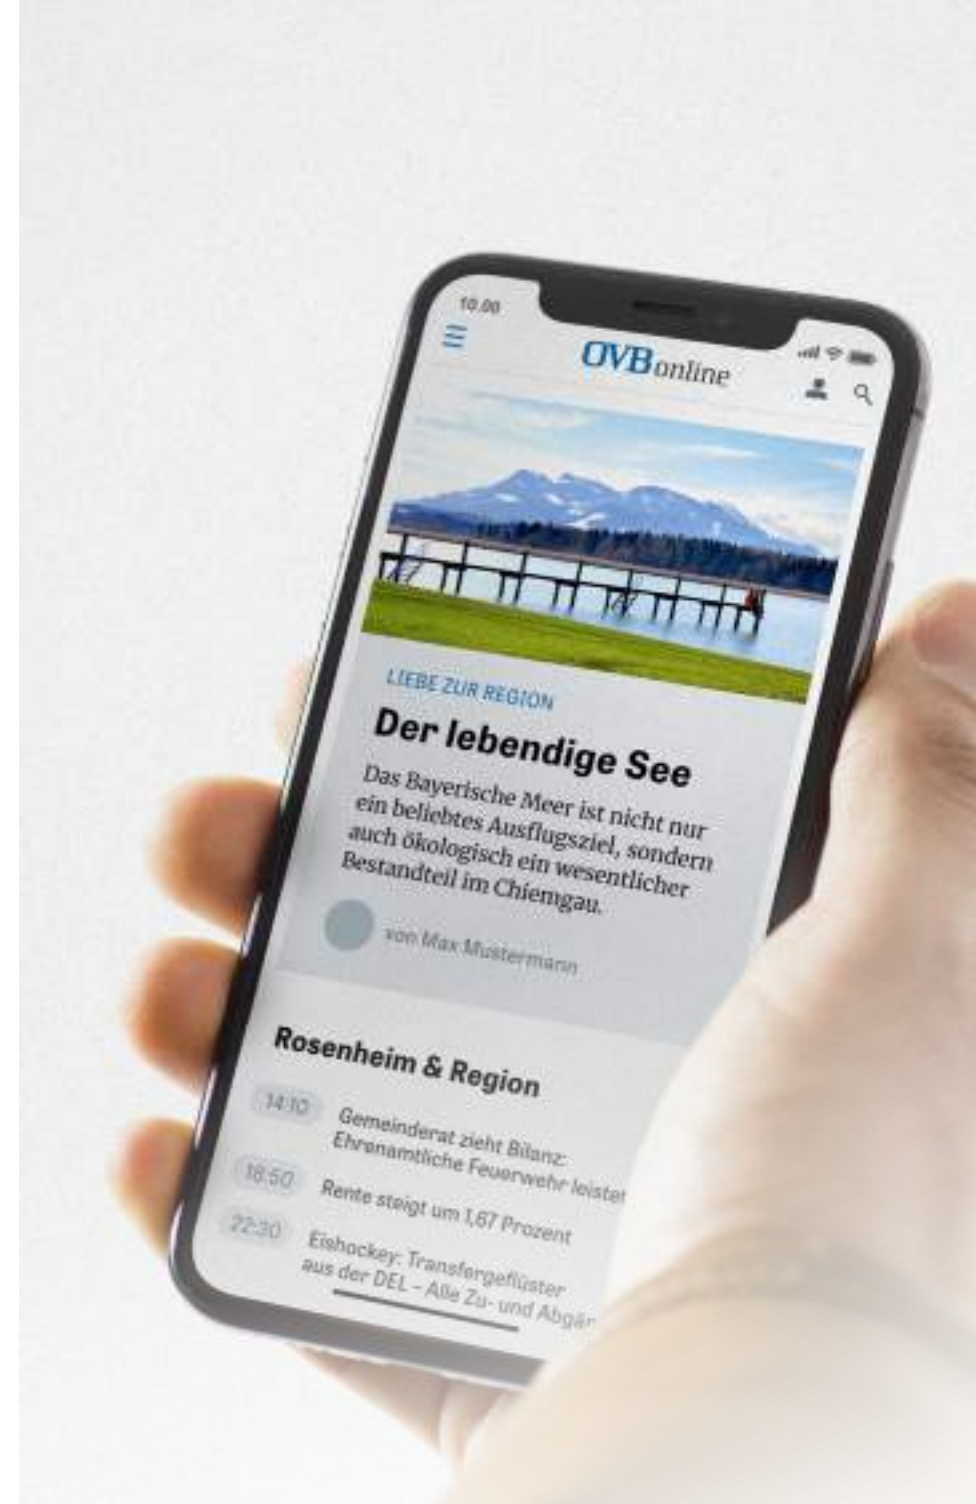 10.00
OVBonline
LIEBE ZUR REGION
Der lebendige See
Das Bayerische Meer ist nicht nur
ein beliebtes Ausflugsziel, sondern
auch ökologisch ein wesentlicher
Bestandteil im Chiemgau.
von Max Mustermann
Rosenheim & Region
14:10
Gemeinderat zieht Bilanz:
Ehrenamtliche Feuerwehr leistet
18:50
Rente steigt um 1,67 Prozent
22:30
Eishockey: Transfergeflüster
aus der DEL – Alle Zu- und Abgän